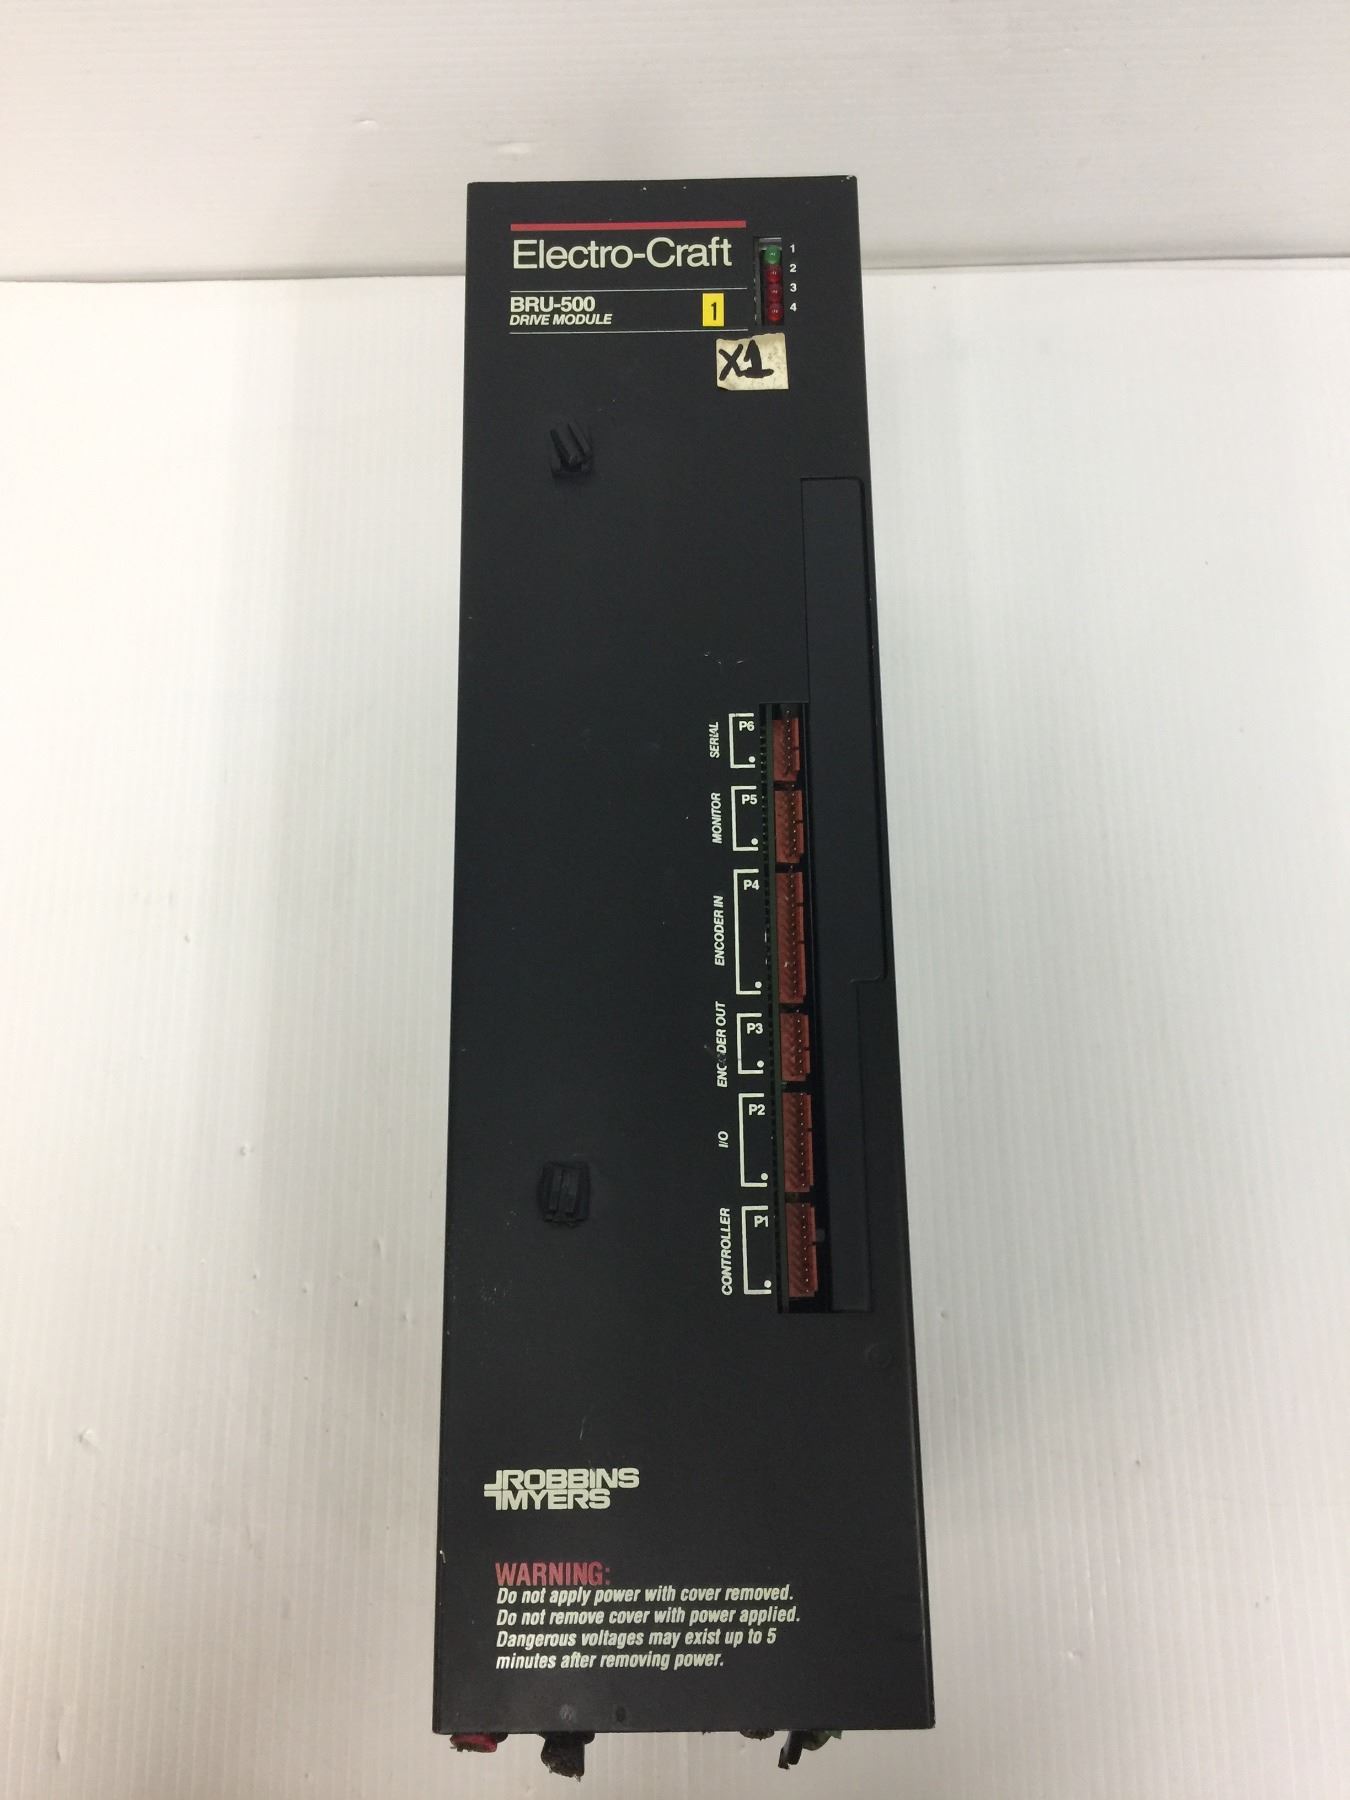 Electro-Craft
1
2
3
4
BRU-500
DRIVE MODULE
1
X1
SERIAL
P6
MONITOR
P5
ENCODER IN
P4
ENCODER OUT
P3
I/O
P2
CONTROLLER
P1
ROBBINS
MYERS
WARNING:
Do not apply power with cover removed.
Do not remove cover with power applied.
Dangerous voltages may exist up to 5
minutes after removing power.